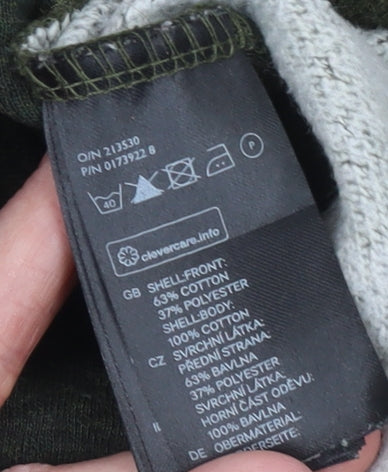 O/N 213530
P/N 0173922 8
40 P
clevercare.info
GB SHELL-FRONT:
63% COTTON
37% POLYESTER
SHELL-BODY:
100% COTTON
CZ SVRCHNÍ LÁTKA:
PŘEDNÍ STRANA:
63% BAVLNA
37% POLYESTER
SVRCHNÍ LÁTKA:
HORNÍ ČÁST ODĚVU:
100% BAVLNA
DE OBERMATERIAL:
IL